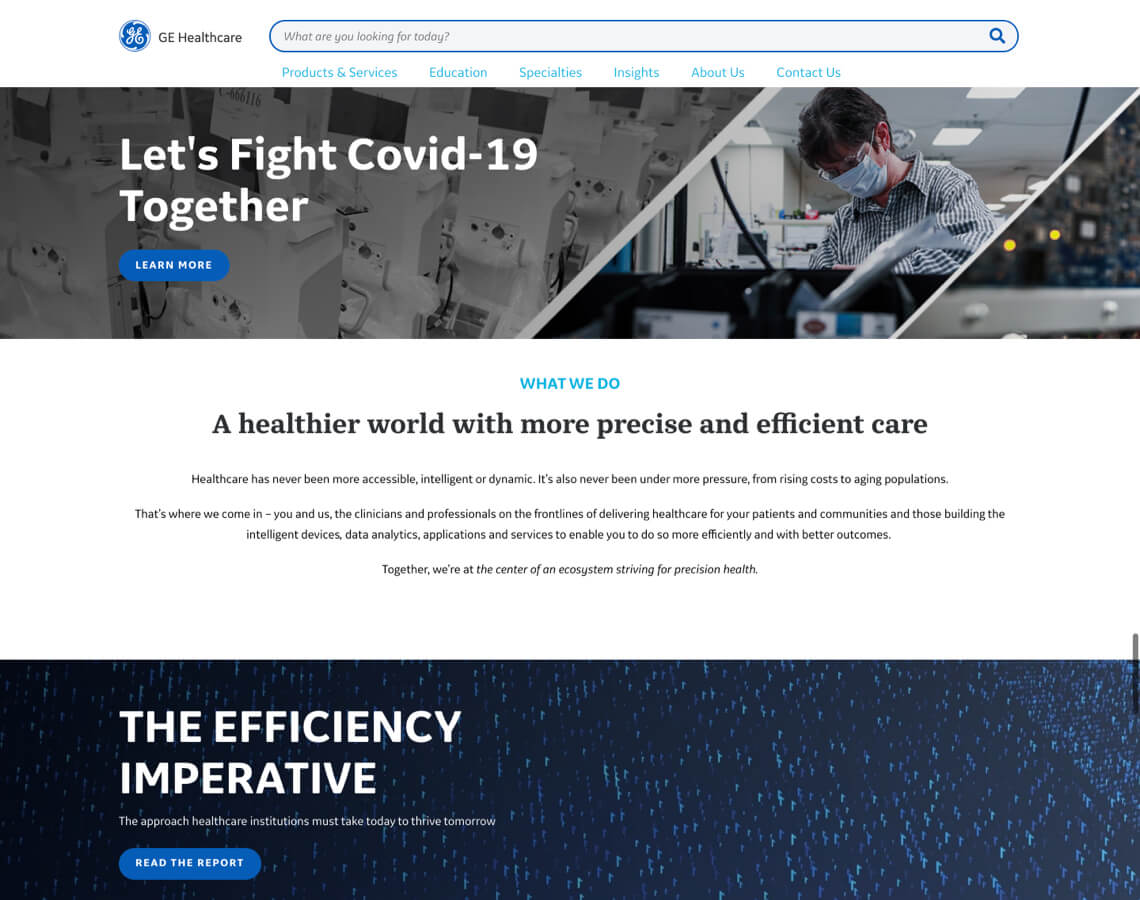 GE Healthcare
What are you looking for today?
Products & Services Education Specialties Insights About Us Contact Us
C-666116
Let's Fight Covid-19
Together
LEARN MORE
WHAT WE DO
A healthier world with more precise and efficient care
Healthcare has never been more accessible, intelligent or dynamic. It's also never been under more pressure, from rising costs to aging populations.
That's where we come in – you and us, the clinicians and professionals on the frontlines of delivering healthcare for your patients and communities and those building the
intelligent devices, data analytics, applications and services to enable you to do so more efficiently and with better outcomes.
Together, we're at the center of an ecosystem striving for precision health.
THE EFFICIENCY
IMPERATIVE
The approach healthcare institutions must take today to thrive tomorrow
READ THE REPORT